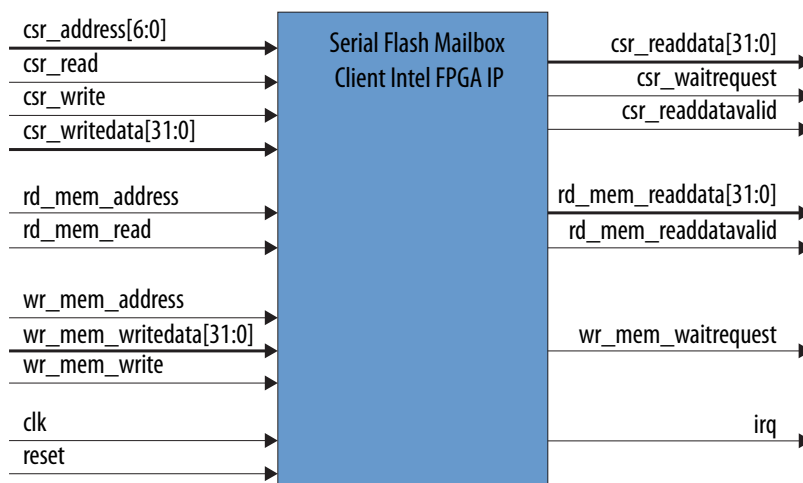 csr_address[6:0]
csr_read
csr_write
csr_writedata[31:0]
rd_mem_address
rd_mem_read
wr_mem_address
wr_mem_writedata[31:0]
wr_mem_write
clk
reset
Serial Flash Mailbox
Client Intel FPGA IP
csr_readdata[31:0]
csr_waitrequest
csr_readdatavalid
rd_mem_readdata[31:0]
rd_mem_readdatavalid
wr_mem_waitrequest
irq